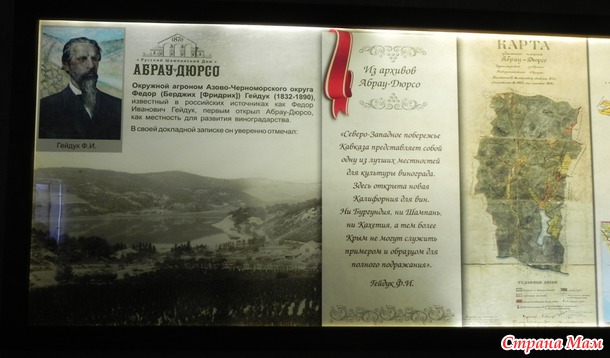 1870
Русский Шампанский Дом
АБРАУ-ДЮРСО
Окружной агроном Азово-Черноморского округа
Федор (Берджих [Фридрих]) Гейдук (1832-1890),
известный в российских источниках как Федор
Иванович Гейдук, первым открыл Абрау-Дюрсо,
как местность для развития виноградарства.
В своей докладной записке он уверенно отмечал:
Гейдук Ф.И.
Из архивов
Абрау-Дюрсо
«Северо-Западное побережье
Кавказа представляет собой
одну из лучших местностей
для культуры винограда.
Здесь открыта новая
Калифорния для вин.
Ни Бургундия, ни Шампань,
ни Кахетия, а тем более
Крым не могут служить
примером и образцом для
полного подражания».
Гейдук Ф.И.
КАРТА
Абрау-Дюрсо
Страна Мам